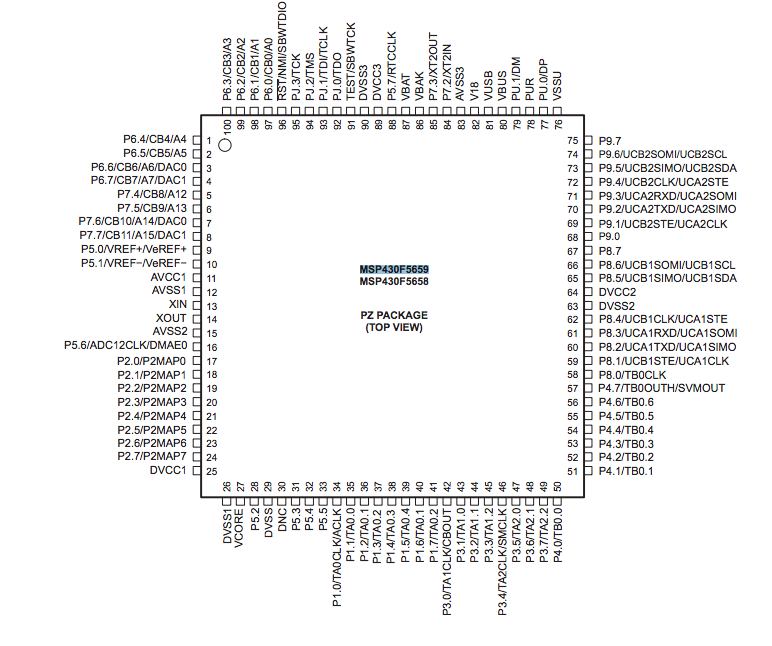 P6.3/CB3/A3
P6.2/CB2/A2
P6.1/CB1/A1
P6.0/CB0/A0
RST/NMI/SBWTDIO
PJ.3/TCK
PJ.2/TMS
PJ.1/TDI/TCLK
PJ.0/TDO
TEST/SBWTCK
DVSS3
DVCC3
P5.7/RTCCLK
VBAT
VBAK
P7.3/XT2OUT
P7.2/XT2IN
AVSS3
V18
VUSB
VBUS
PU.1/DM
PUR
PU.0/DP
VSSU
100
99
98
97
96
95
94
93
92
91
90
89
88
87
86
85
84
83
82
81
80
79
78
77
76
P6.4/CB4/A4 1
P6.5/CB5/A5 2
P6.6/CB6/A6/DAC0 3
P6.7/CB7/A7/DAC1 4
P7.4/CB8/A12 5
P7.5/CB9/A13 6
P7.6/CB10/A14/DAC0 7
P7.7/CB11/A15/DAC1 8
P5.0/VREF+/VeREF+ 9
P5.1/VREF−/VeREF− 10
AVCC1 11
AVSS1 12
XIN 13
XOUT 14
AVSS2 15
P5.6/ADC12CLK/DMAE0 16
P2.0/P2MAP0 17
P2.1/P2MAP1 18
P2.2/P2MAP2 19
P2.3/P2MAP3 20
P2.4/P2MAP4 21
P2.5/P2MAP5 22
P2.6/P2MAP6 23
P2.7/P2MAP7 24
DVCC1 25
MSP430F5659
MSP430F5658
PZ PACKAGE
(TOP VIEW)
75 P9.7
74 P9.6/UCB2SOMI/UCB2SCL
73 P9.5/UCB2SIMO/UCB2SDA
72 P9.4/UCB2CLK/UCA2STE
71 P9.3/UCA2RXD/UCA2SOMI
70 P9.2/UCA2TXD/UCA2SIMO
69 P9.1/UCB2STE/UCA2CLK
68 P9.0
67 P8.7
66 P8.6/UCB1SOMI/UCB1SCL
65 P8.5/UCB1SIMO/UCB1SDA
64 DVCC2
63 DVSS2
62 P8.4/UCB1CLK/UCA1STE
61 P8.3/UCA1RXD/UCA1SOMI
60 P8.2/UCA1TXD/UCA1SIMO
59 P8.1/UCB1STE/UCA1CLK
58 P8.0/TB0CLK
57 P4.7/TB0OUTH/SVMOUT
56 P4.6/TB0.6
55 P4.5/TB0.5
54 P4.4/TB0.4
53 P4.3/TB0.3
52 P4.2/TB0.2
51 P4.1/TB0.1
26
27
28
29
30
31
32
33
34
35
36
37
38
39
40
41
42
43
44
45
46
47
48
49
50
DVSS1
VCORE
P5.2
DVSS
DNC
P5.3
P5.4
P5.5
P1.0/TA0CLK/ACLK
P1.1/TA0.0
P1.2/TA0.1
P1.3/TA0.2
P1.4/TA0.3
P1.5/TA0.4
P1.6/TA0.1
P1.7/TA0.2
P3.0/TA1CLK/CBOUT
P3.1/TA1.0
P3.2/TA1.1
P3.3/TA1.2
P3.4/TA2CLK/SMCLK
P3.5/TA2.0
P3.6/TA2.1
P3.7/TA2.2
P4.0/TB0.0